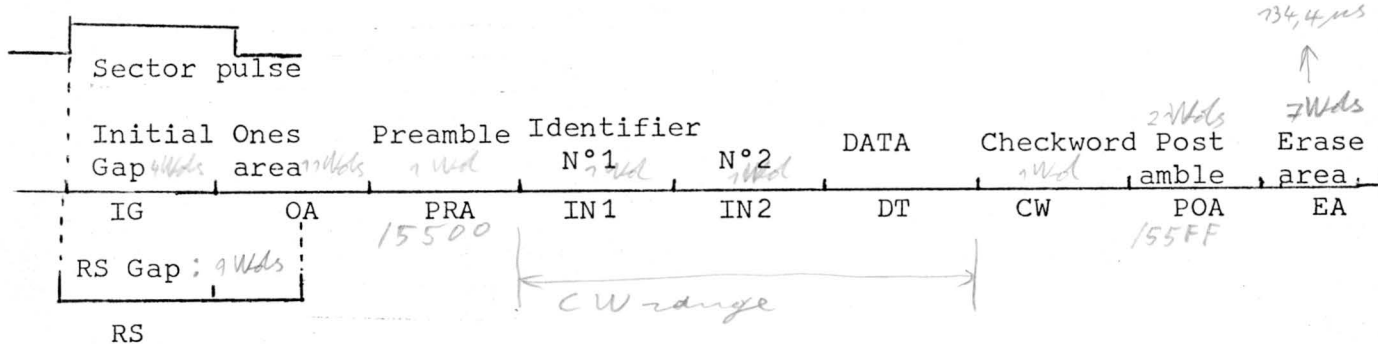 134,4 µs
Sector pulse
2 Wds 7 Wds
Initial Ones Preamble Identifier DATA Checkword Post Erase
Gap 4 Wds area 11 Wds 1 Wd N°1 1 Wd N°2 1 Wd 1 Wd amble area
IG OA PRA IN1 IN2 DT CW POA EA
/5500 /55FF
RS Gap : 9 Wds
CW range
RS